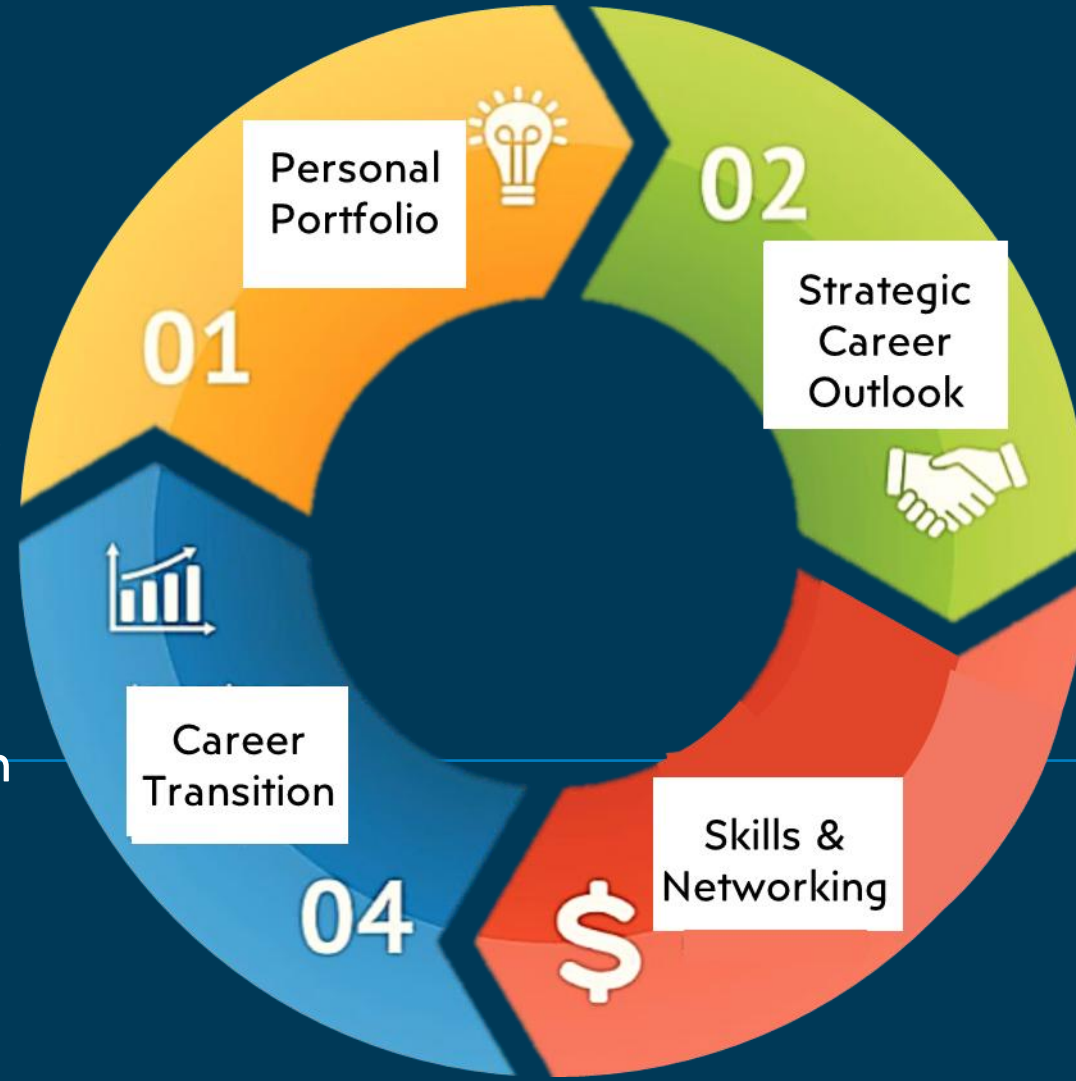 01
Personal
Portfolio
02
Strategic
Career
Outlook
Skills &
Networking
$
04
Career
Transition